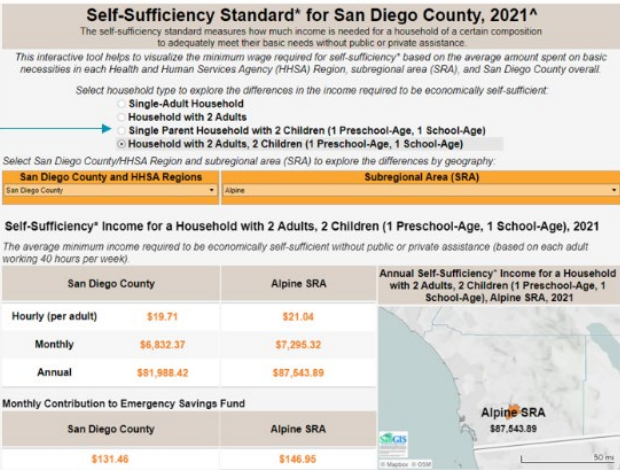 Self-Sufficiency Standard* for San Diego County, 2021^
The self-sufficiency standard measures how much income is needed for a household of a certain composition
to adequately meet their basic needs without public or private assistance.
This interactive tool helps to visualize the minimum wage required for self-sufficiency* based on the average amount spent on basic
necessities in each Health and Human Services Agency (HHSA) Region, subregional area (SRA), and San Diego County overall.
Select household type to explore the differences in the income required to be economically self-sufficient:
Single-Adult Household
Household with 2 Adults
Single Parent Household with 2 Children (1 Preschool-Age, 1 School-Age)
Household with 2 Adults, 2 Children (1 Preschool-Age, 1 School-Age)
Select San Diego County/HHSA Region and subregional area (SRA) to explore the differences by geography:
San Diego County and HHSA Regions
Subregional Area (SRA)
San Diego County
Alpine
Self-Sufficiency* Income for a Household with 2 Adults, 2 Children (1 Preschool-Age, 1 School-Age), 2021
The average minimum income required to be economically self-sufficient without public or private assistance (based on each adult
working 40 hours per week).
San Diego County Alpine SRA
Hourly (per adult) $19.71 $21.04
Monthly $6,832.37 $7,295.32
Annual $81,988.42 $87,543.89
Monthly Contribution to Emergency Savings Fund
San Diego County Alpine SRA
$131.46 $146.95
Annual Self-Sufficiency* Income for a Household
with 2 Adults, 2 Children (1 Preschool-Age, 1
School-Age), Alpine SRA, 2021
Alpine SRA
$87,543.89
SanGIS
© Mapbox © OSM
50 mi